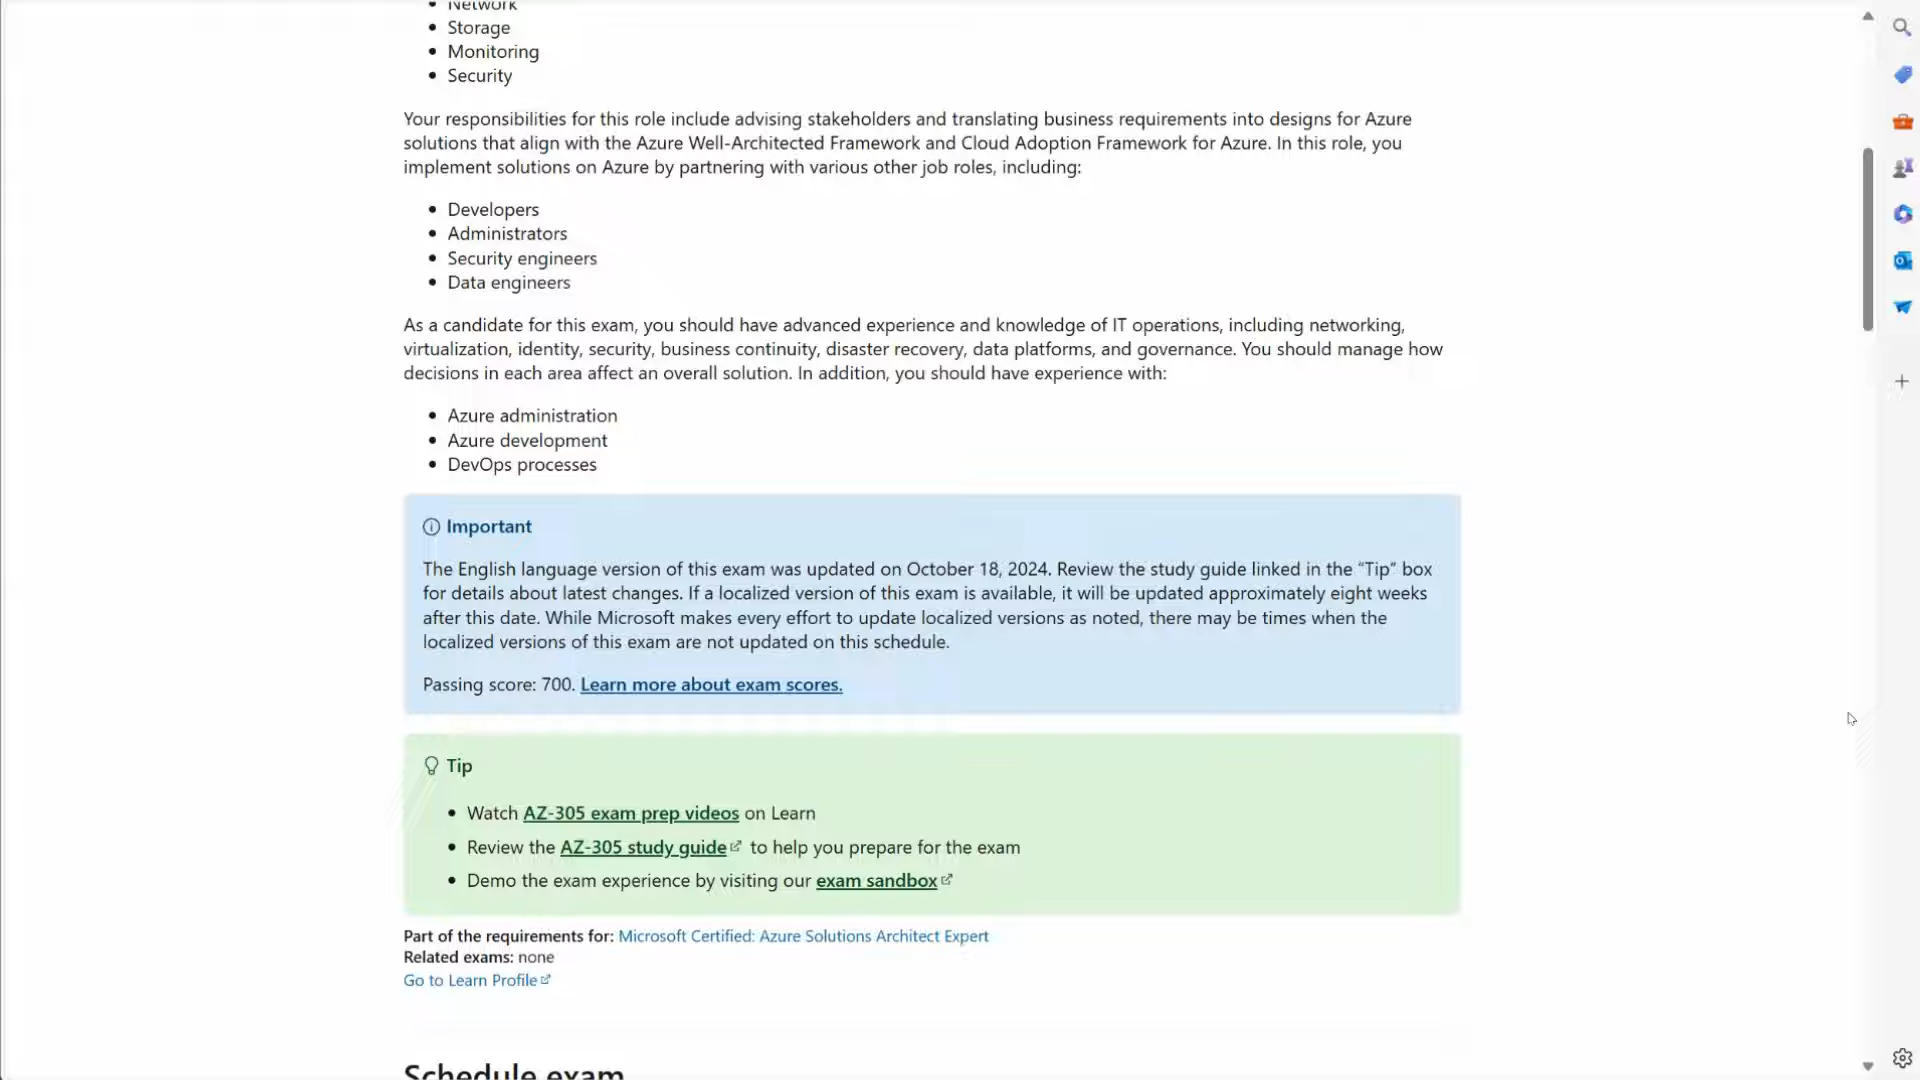 Network
Storage
Monitoring
Security
Your responsibilities for this role include advising stakeholders and translating business requirements into designs for Azure
solutions that align with the Azure Well-Architected Framework and Cloud Adoption Framework for Azure. In this role, you
implement solutions on Azure by partnering with various other job roles, including:
Developers
Administrators
Security engineers
Data engineers
As a candidate for this exam, you should have advanced experience and knowledge of IT operations, including networking,
virtualization, identity, security, business continuity, disaster recovery, data platforms, and governance. You should manage how
decisions in each area affect an overall solution. In addition, you should have experience with:
Azure administration
Azure development
DevOps processes
Important
The English language version of this exam was updated on October 18, 2024. Review the study guide linked in the “Tip” box
for details about latest changes. If a localized version of this exam is available, it will be updated approximately eight weeks
after this date. While Microsoft makes every effort to update localized versions as noted, there may be times when the
localized versions of this exam are not updated on this schedule.
Passing score: 700. Learn more about exam scores.
Tip
Watch AZ-305 exam prep videos on Learn
Review the AZ-305 study guide to help you prepare for the exam
Demo the exam experience by visiting our exam sandbox
Part of the requirements for: Microsoft Certified: Azure Solutions Architect Expert
Related exams: none
Go to Learn Profile
Schedule exam